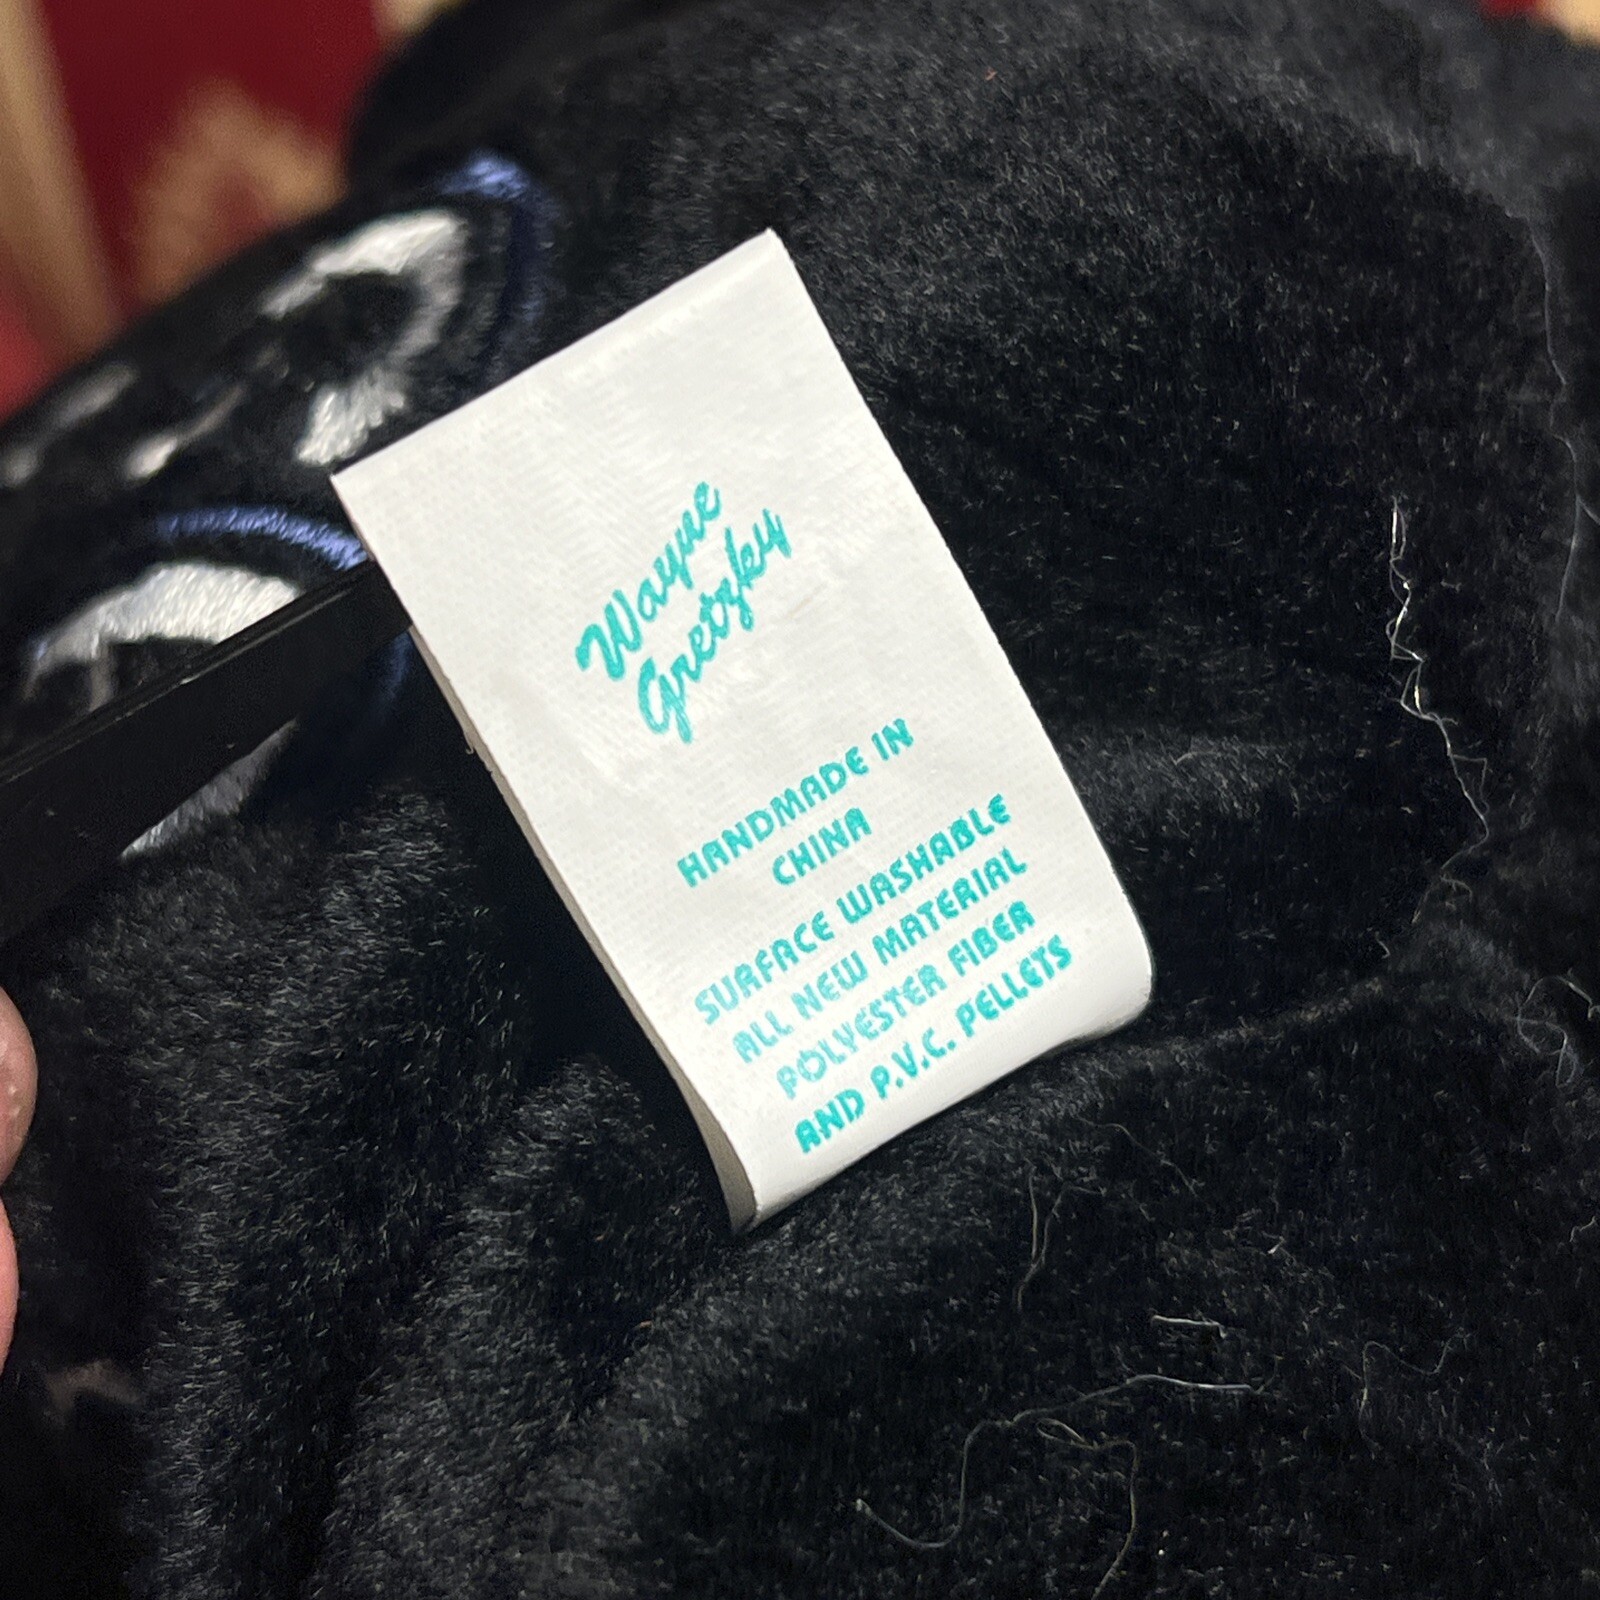 Wayne
Gretzky
HANDMADE IN
CHINA
SURFACE WASHABLE
ALL NEW MATERIAL
POLYESTER FIBER
AND P.V.C. PELLETS